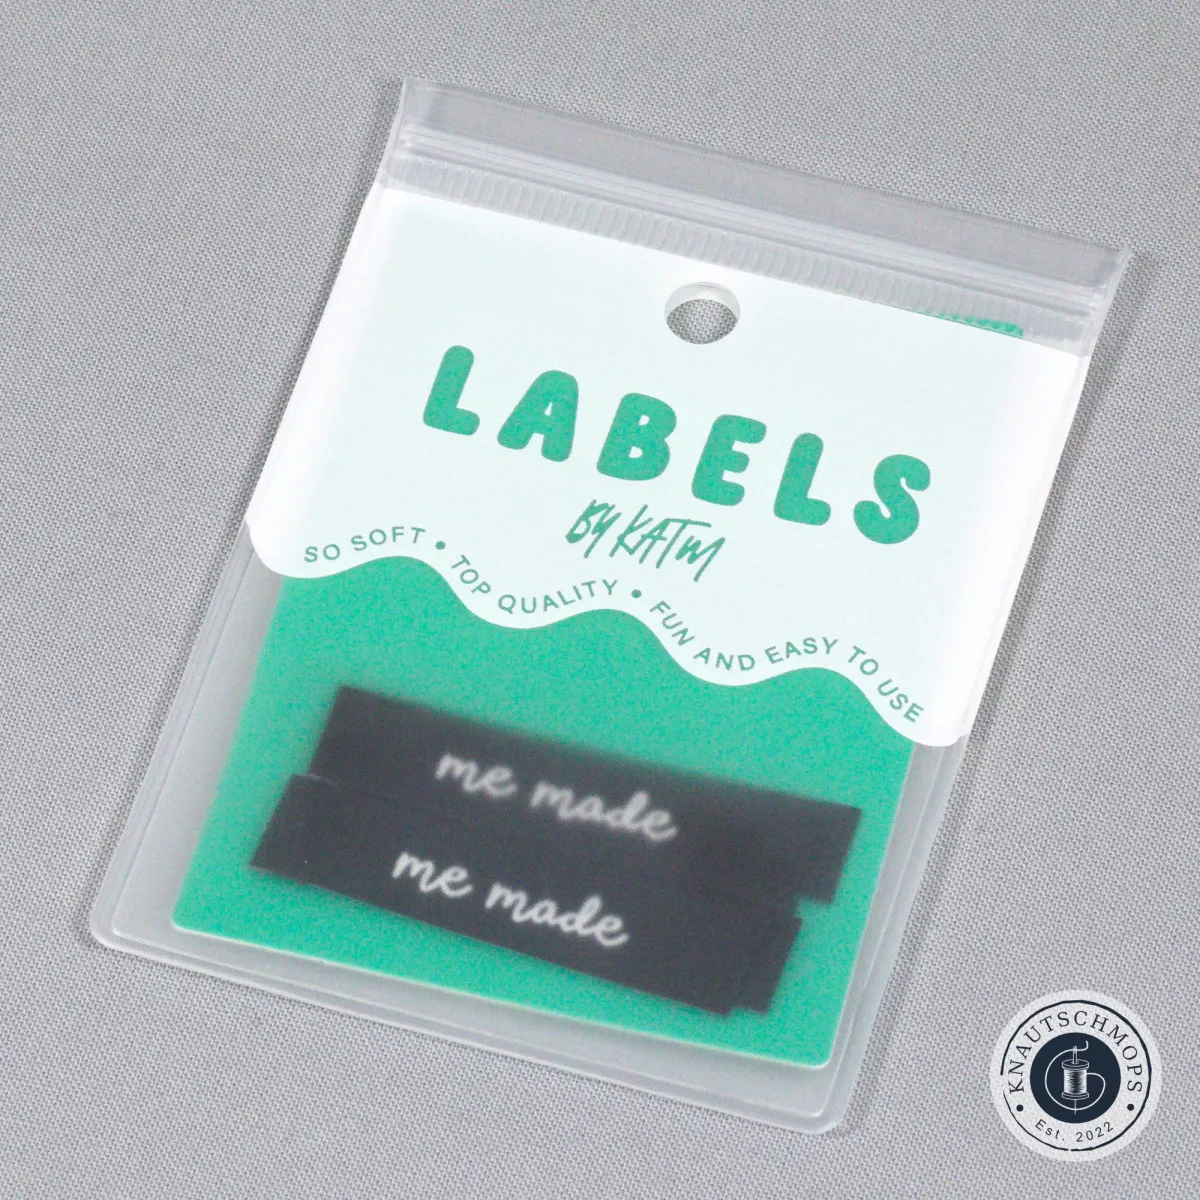 LABELS
BY KATM
SO SOFT • TOP QUALITY • FUN AND EASY TO USE
me made
me made
KNAUTSCHMOPS
Est. 2022